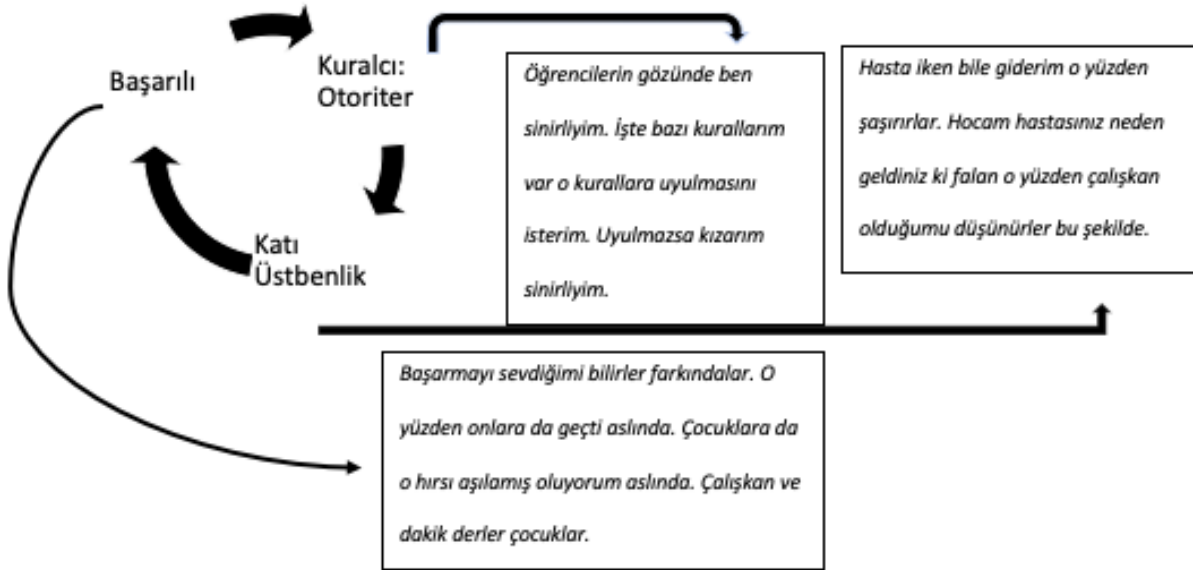 Başarılı
Kuralcı:
Otoriter
Katı
Üstbenlik
Öğrencilerin gözünde ben
sinirliyim. İşte bazı kurallarım
var o kurallara uyulmasını
isterim. Uyulmazsa kızarım
sinirliyim.
Hasta iken bile giderim o yüzden
şaşırırlar. Hocam hastasınız neden
geldiniz ki falan o yüzden çalışkan
olduğumu düşünürler bu şekilde.
Başarmayı sevdiğimi bilirler farkındalar. O
yüzden onlara da geçti aslında. Çocuklara da
o hırsı aşılamış oluyorum aslında. Çalışkan ve
dakik derler çocuklar.